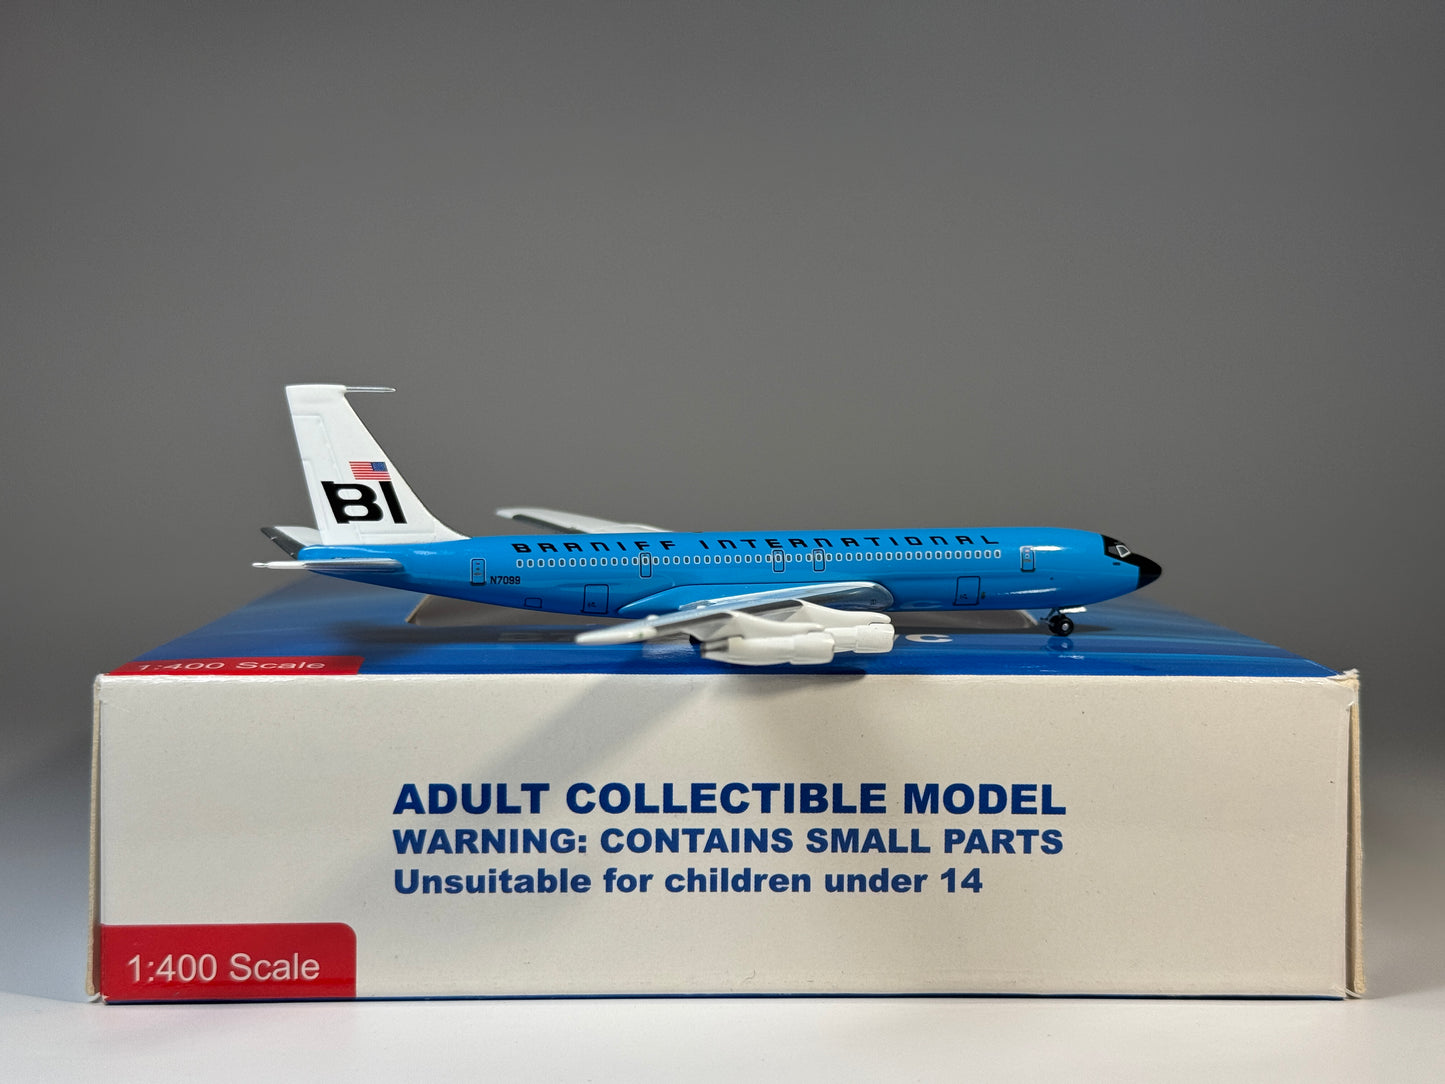 BI
BRANIFF INTERNATIONAL
N7099
1:400 Scale
ADULT COLLECTIBLE MODEL
WARNING: CONTAINS SMALL PARTS
Unsuitable for children under 14
1:400 Scale